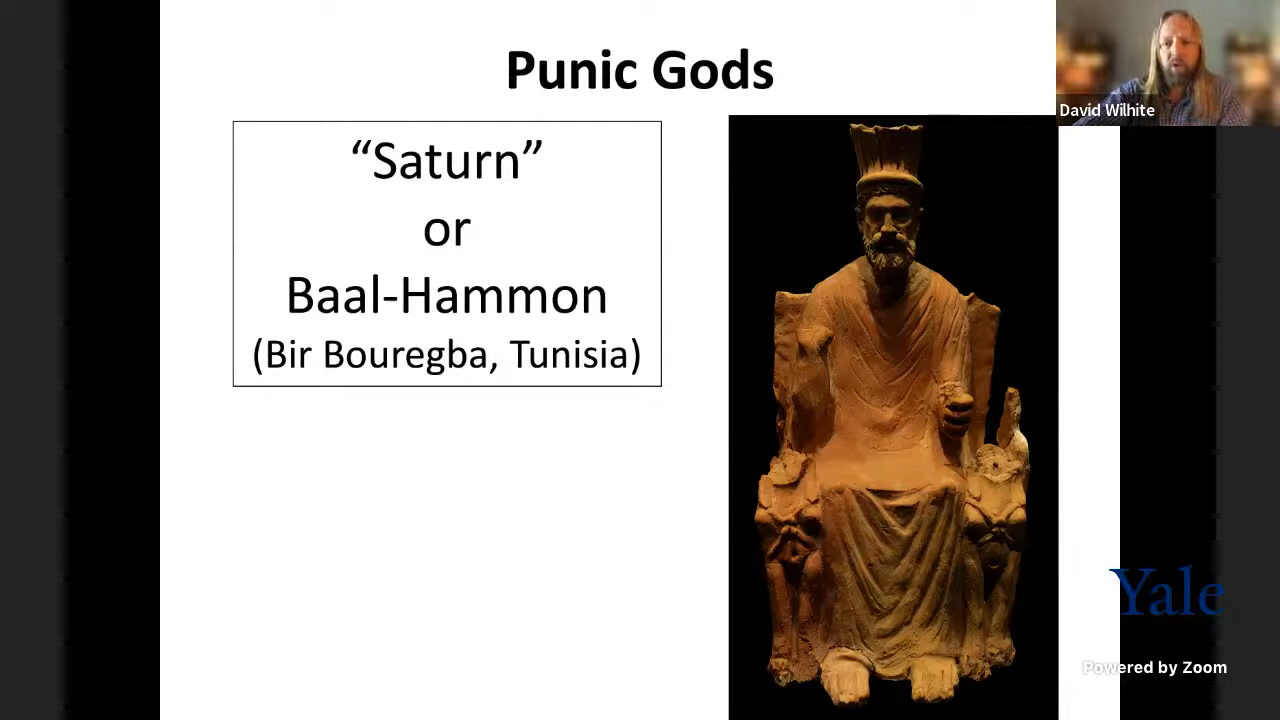 Punic Gods
“Saturn”
or
Baal-Hammon
(Bir Bouregba, Tunisia)
David Wilhite
Yale
Powered by Zoom